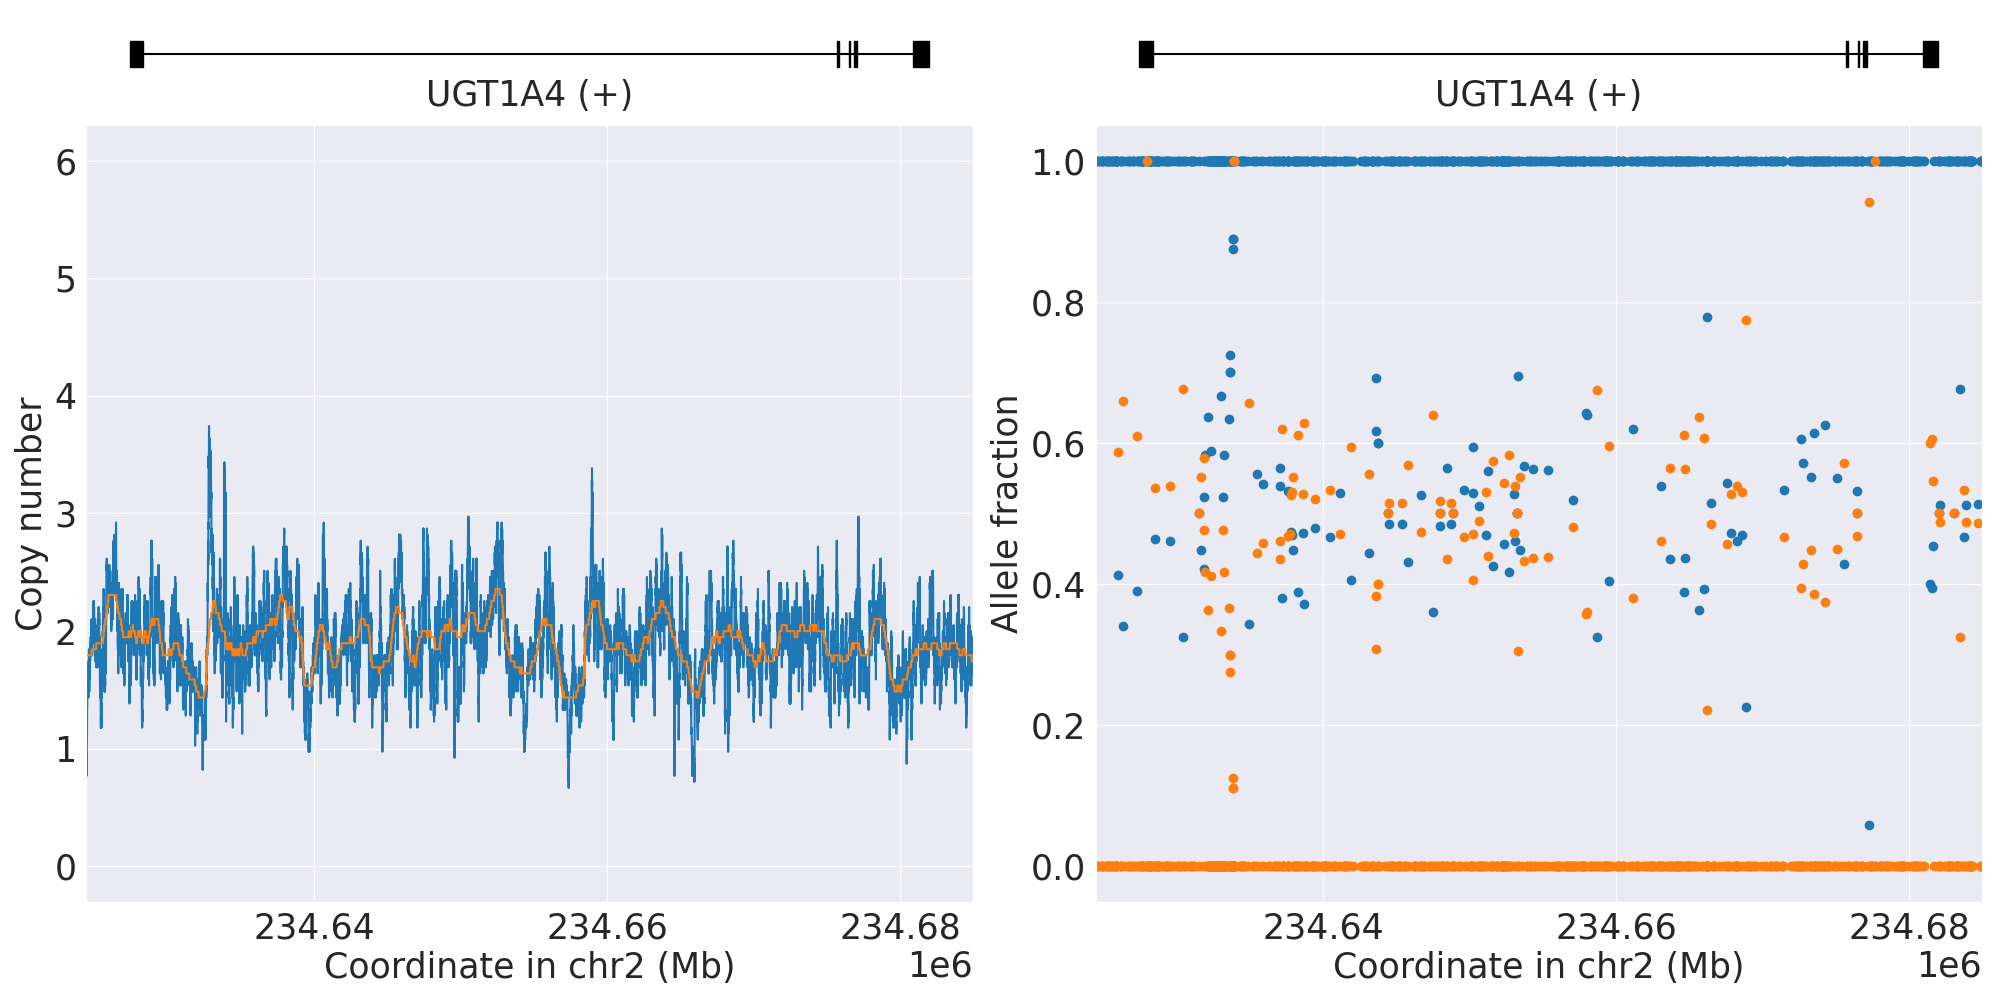 UGT1A4 (+)
6
5
4
3
2
1
0
Copy number
234.64 234.66 234.68
Coordinate in chr2 (Mb)
1e6
UGT1A4 (+)
1.0
0.8
0.6
0.4
0.2
0.0
Allele fraction
234.64 234.66 234.68
Coordinate in chr2 (Mb)
1e6